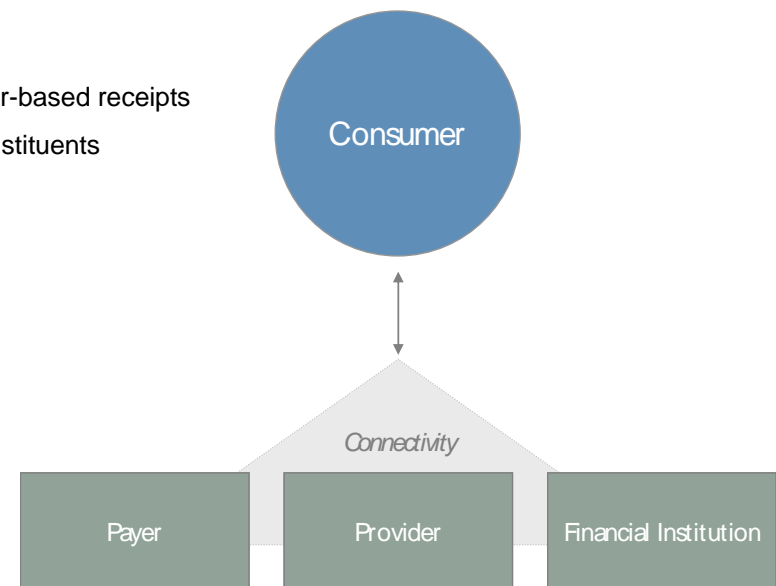 r-based receipts
stituents
Consumer
Connectivity
Payer
Provider
Financial Institution